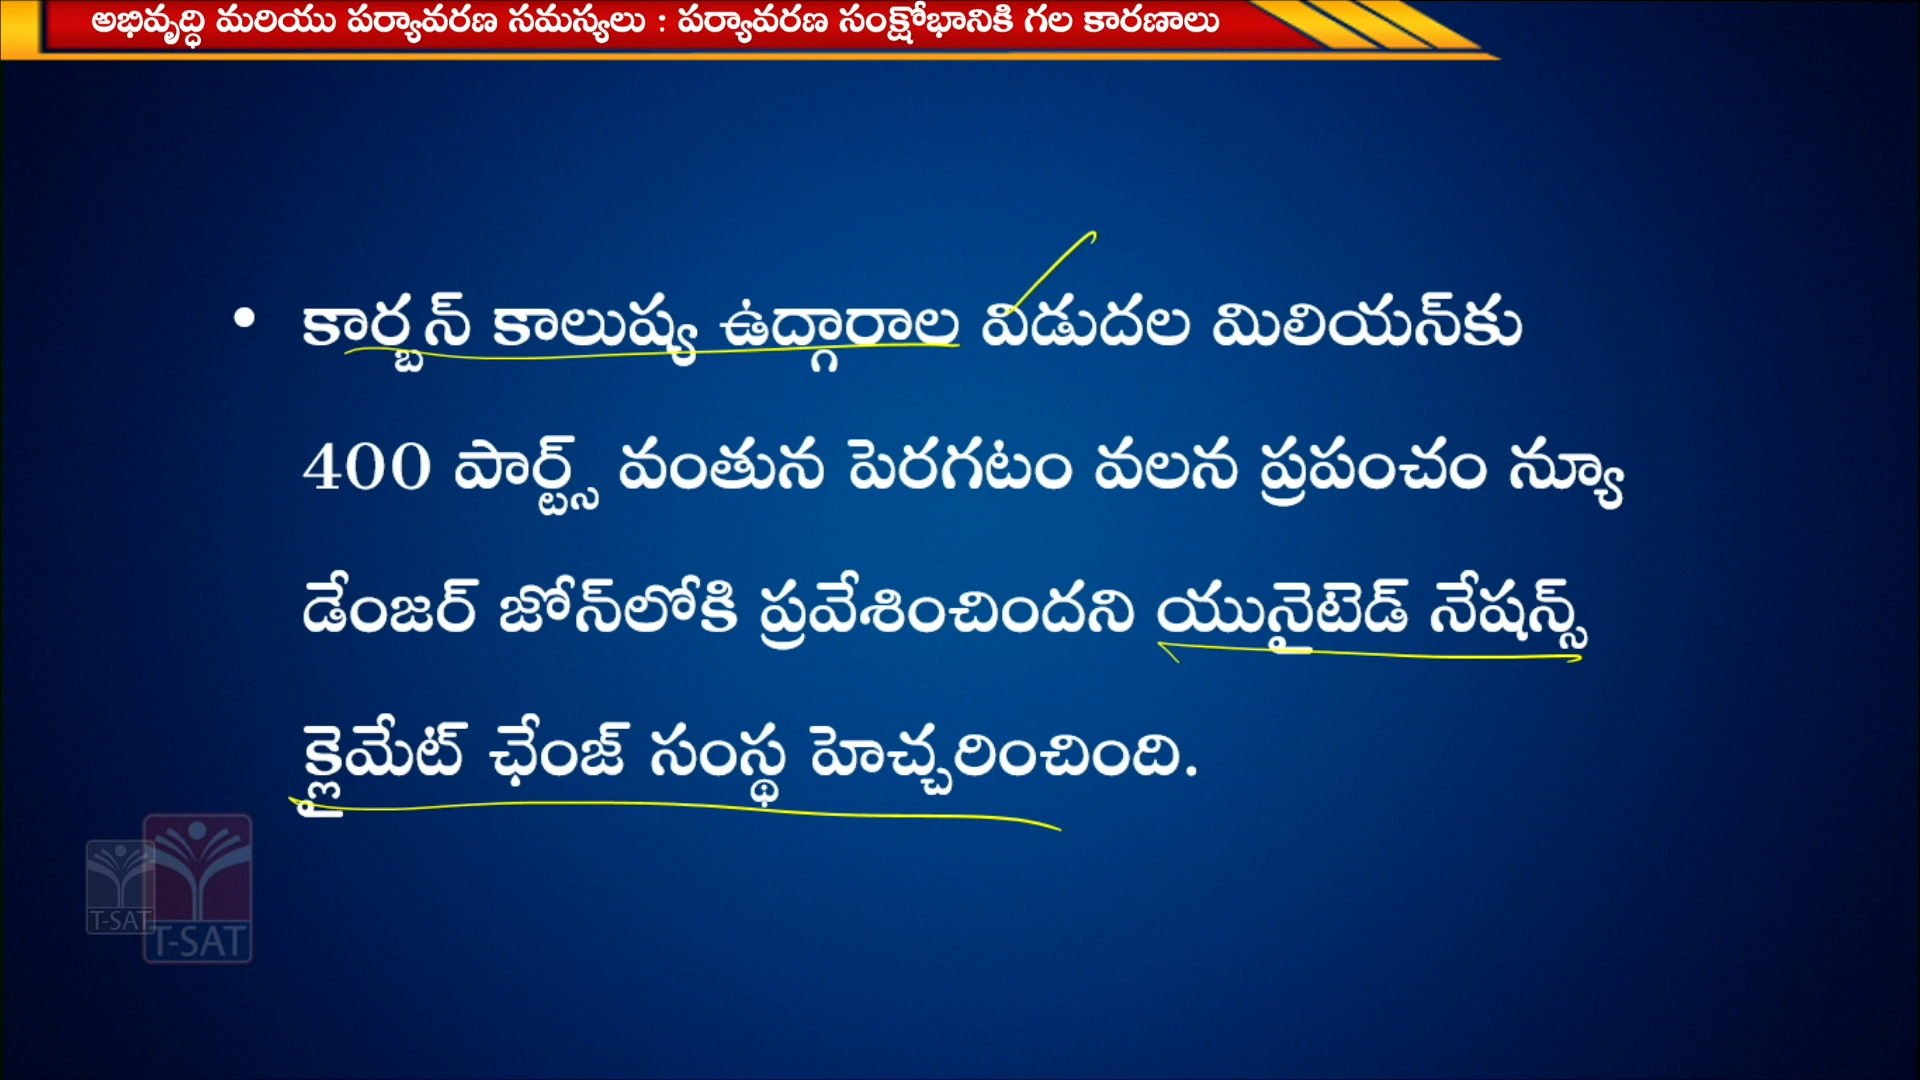 అభివృద్ధి మరియు పర్యావరణ సమస్యలు : పర్యావరణ సంక్షోభానికి గల కారణాలు
• కార్బన్ కాలుష్య ఉద్గారాల విడుదల మిలియన్‌కు
400 పార్ట్స్ వంతున పెరగటం వలన ప్రపంచం న్యూ
డేంజర్ జోన్‌లోకి ప్రవేశించిందని యునైటెడ్ నేషన్స్
క్లైమేట్ ఛేంజ్ సంస్థ హెచ్చరించింది.
T-SAT
T-SAT